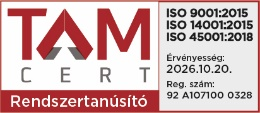 TAM
CERT
Rendszertanúsító
ISO 9001:2015
ISO 14001:2015
ISO 45001:2018
Érvényesség:
2026.10.20.
Reg. szám:
92 A107100 0328